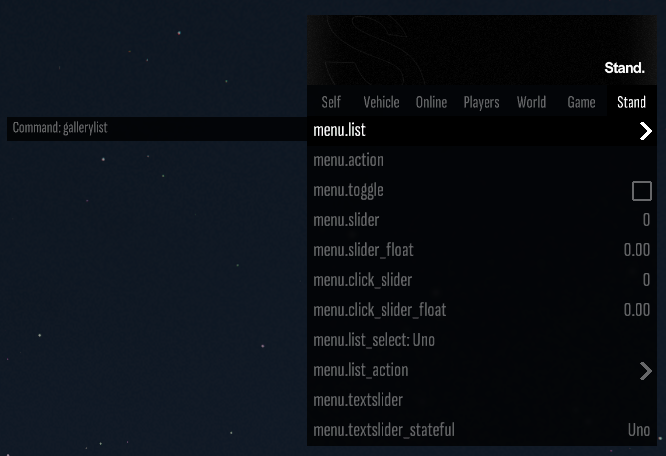 Stand.
Self Vehicle Online Players World Game Stand
Command: gallerylist
menu.list
menu.action
menu.toggle
menu.slider 0
menu.slider_float 0.00
menu.click_slider 0
menu.click_slider_float 0.00
menu.list_select: Uno
menu.list_action
menu.textslider
menu.textslider_stateful Uno